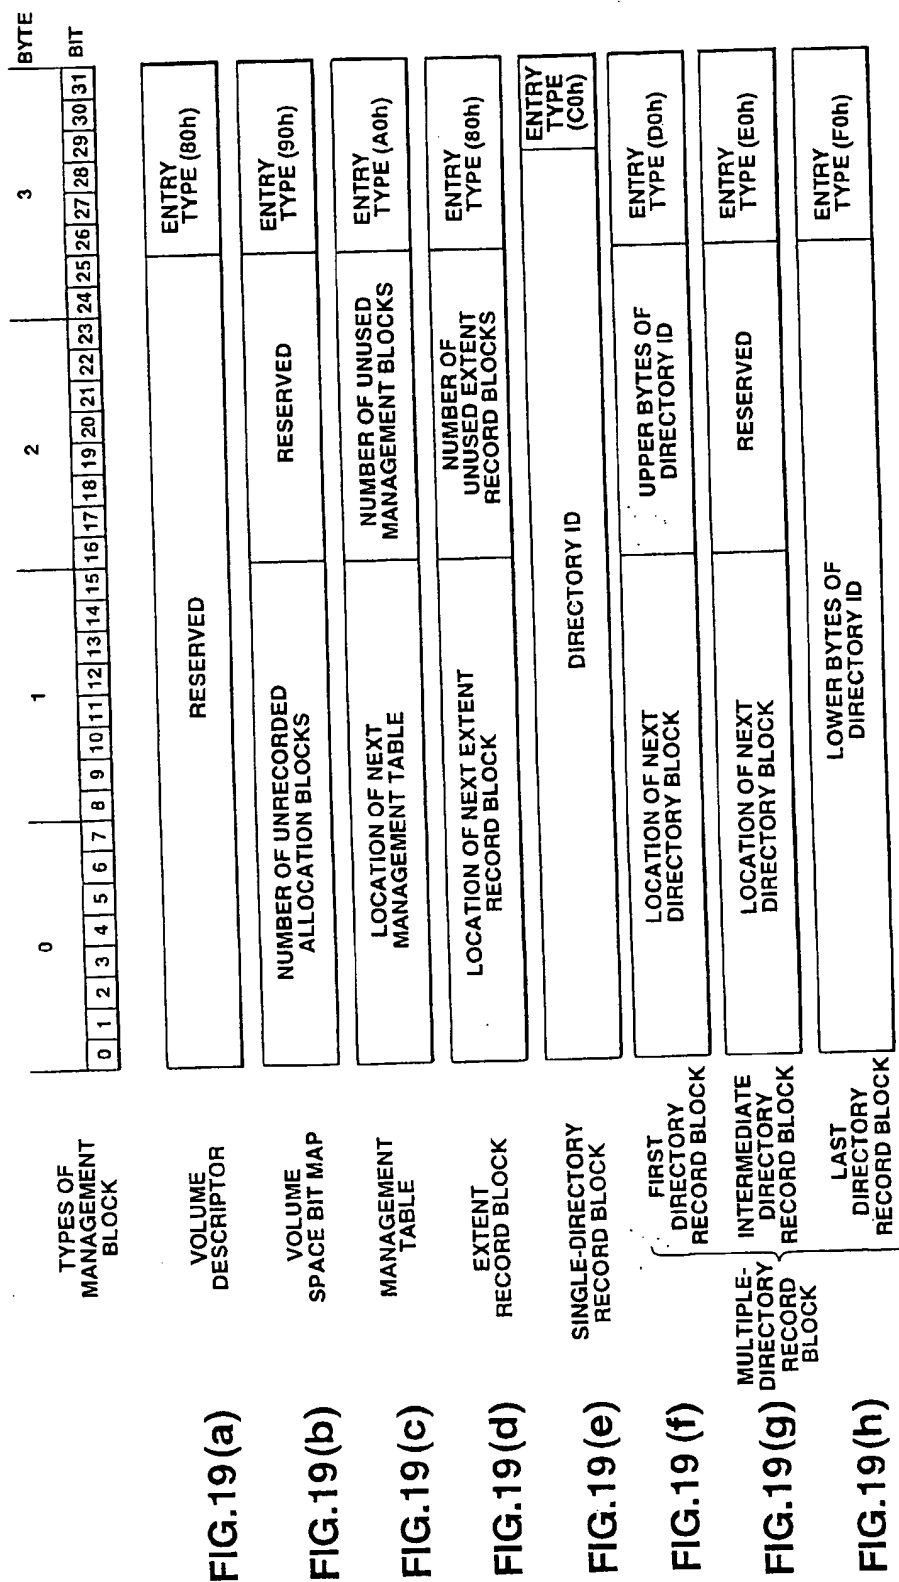 BYTE
0
1
2
3
TYPES OF
MANAGEMENT
BLOCK
0 1 2 3 4 5 6 7 8 9 10 11 12 13 14 15 16 17 18 19 20 21 22 23 24 25 26 27 28 29 30 31
BIT
FIG.19(a)
VOLUME
DESCRIPTOR
RESERVED
ENTRY
TYPE (80h)
FIG.19(b)
VOLUME
SPACE BIT MAP
NUMBER OF UNRECORDED
ALLOCATION BLOCKS
RESERVED
ENTRY
TYPE (90h)
FIG.19(c)
MANAGEMENT
TABLE
LOCATION OF NEXT
MANAGEMENT TABLE
NUMBER OF UNUSED
MANAGEMENT BLOCKS
ENTRY
TYPE (A0h)
FIG.19(d)
EXTENT
RECORD BLOCK
LOCATION OF NEXT EXTENT
RECORD BLOCK
NUMBER OF
UNUSED EXTENT
RECORD BLOCKS
ENTRY
TYPE (80h)
FIG.19(e)
SINGLE-DIRECTORY
RECORD BLOCK
DIRECTORY ID
ENTRY
TYPE
(C0h)
FIG.19(f)
FIRST
DIRECTORY
RECORD BLOCK
LOCATION OF NEXT
DIRECTORY BLOCK
UPPER BYTES OF
DIRECTORY ID
ENTRY
TYPE (D0h)
FIG.19(g)
MULTIPLE-
DIRECTORY
RECORD
BLOCK
INTERMEDIATE
DIRECTORY
RECORD BLOCK
LOCATION OF NEXT
DIRECTORY BLOCK
RESERVED
ENTRY
TYPE (E0h)
FIG.19(h)
LAST
DIRECTORY
RECORD BLOCK
LOWER BYTES OF
DIRECTORY ID
ENTRY
TYPE (F0h)